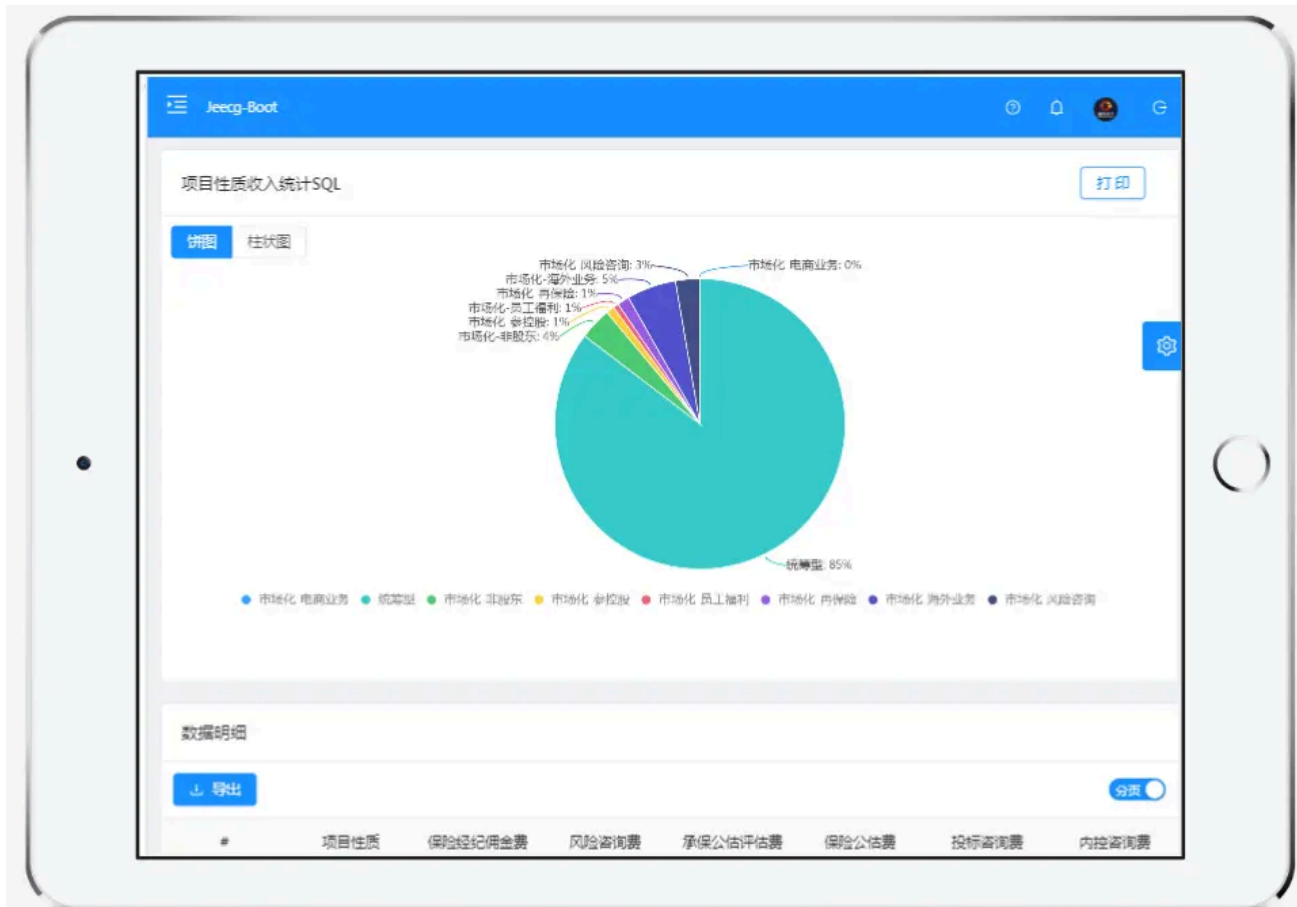 Jeecg-Boot
项目性质收入统计SQL
打印
饼图 柱状图
市场化 风险咨询: 3%
市场化 电商业务: 0%
市场化-海外业务: 5%
市场化 再保险: 1%
市场化-员工福利: 1%
市场化 参控股: 1%
市场化-非股东: 4%
统筹型: 85%
市场化 电商业务 统筹型 市场化 非股东 市场化 参控股 市场化 员工福利 市场化 再保险 市场化 海外业务 市场化 风险咨询
数据明细
导出
分页
# 项目性质 保险经纪佣金费 风险咨询费 承保公估评估费 保险公估费 投标咨询费 内控咨询费